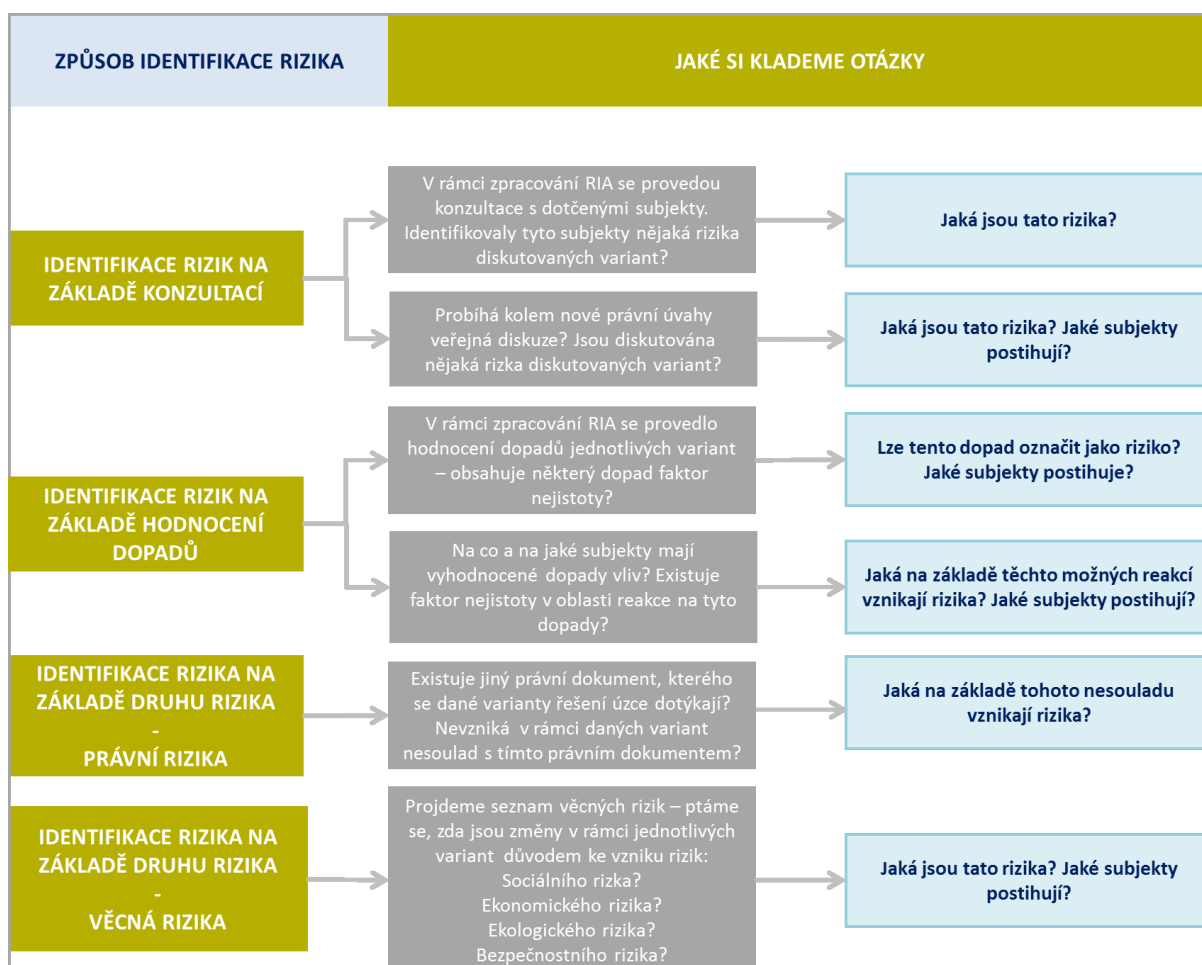 ZPŮSOB IDENTIFIKACE RIZIKA
JAKÉ SI KLADEME OTÁZKY
IDENTIFIKACE RIZIK NA
ZÁKLADĚ KONZULTACÍ
V rámci zpracování RIA se provedou
konzultace s dotčenými subjekty.
Identifikovaly tyto subjekty nějaká rizika
diskutovaných variant?
Jaká jsou tato rizika?
Probíhá kolem nové právní úvahy
veřejná diskuze? Jsou diskutována
nějaká rizka diskutovaných variant?
Jaká jsou tato rizika? Jaké subjekty
postihují?
IDENTIFIKACE RIZIK NA
ZÁKLADĚ HODNOCENÍ
DOPADŮ
V rámci zpracování RIA se provedlo
hodnocení dopadů jednotlivých variant
– obsahuje některý dopad faktor
nejistoty?
Lze tento dopad označit jako riziko?
Jaké subjekty postihuje?
Na co a na jaké subjekty mají
vyhodnocené dopady vliv? Existuje
faktor nejistoty v oblasti reakce na tyto
dopady?
Jaká na základě těchto možných reakcí
vznikají rizika? Jaké subjekty postihují?
IDENTIFIKACE RIZIKA NA
ZÁKLADĚ DRUHU RIZIKA
-
PRÁVNÍ RIZIKA
Existuje jiný právní dokument, kterého
se dané varianty řešení úzce dotýkají?
Nevzniká v rámci daných variant
nesoulad s tímto právním dokumentem?
Jaká na základě tohoto nesouladu
vznikají rizika?
IDENTIFIKACE RIZIKA NA
ZÁKLADĚ DRUHU RIZIKA
-
VĚCNÁ RIZIKA
Projdeme seznam věcných rizik – ptáme
se, zda jsou změny v rámci jednotlivých
variant důvodem ke vzniku rizik:
Sociálního rizka?
Ekonomického rizika?
Ekologického rizika?
Bezpečnostního rizika?
Jaká jsou tato rizika? Jaké subjekty
postihují?